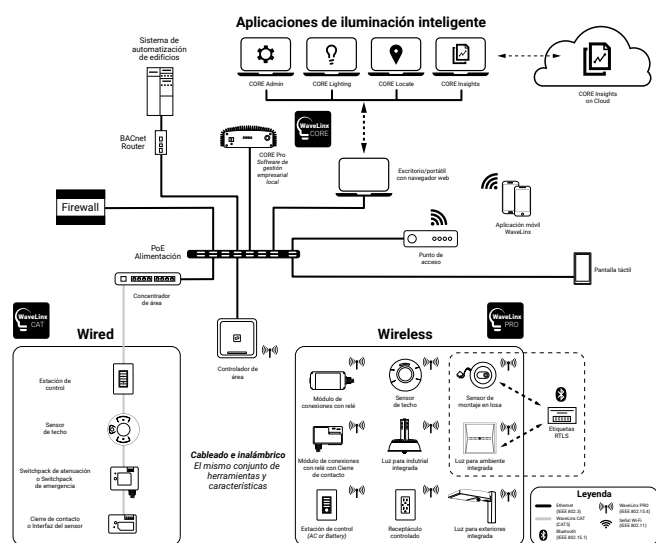 Aplicaciones de iluminación inteligente
Sistema de
automatización
de edificios
CORE Admin
CORE Lighting
CORE Locate
CORE Insights
CORE Insights
on Cloud
BACnet
Router
WaveLinx
CORE
CORE Pro
Software de
gestión
empresarial
local
Escritorio/portátil
con navegador web
Aplicación móvil
WaveLinx
Firewall
PoE
Alimentación
Punto de
acceso
Pantalla táctil
Concentrador
de área
WaveLinx
CAT
Wired
Controlador de
área
Wireless
WaveLinx
PRO
Estación de
control
Sensor
de techo
Switchpack de atenuación
o Switchpack
de emergencia
Cierre de contacto
o Interfaz del sensor
Cableado e inalámbrico
El mismo conjunto de
herramientas y
características
Módulo de
conexiones con relé
Sensor
de techo
Sensor de
montaje en losa
Etiquetas
RTLS
Módulo de conexiones
con relé con Cierre
de contacto
Luz para indutrial
integrada
Luz para ambiente
integrada
Estación de control
(AC or Battery)
Receptáculo
controlado
Luz para exteriores
integrada
Leyenda
Ethernet
(IEEE 802.3)
WaveLinx CAT
(CAT5)
Bluetooth
(IEEE 802.15.1)
WaveLinx PRO
(IEEE 802.15.4)
Señal Wi-Fi
(IEEE 802.11)